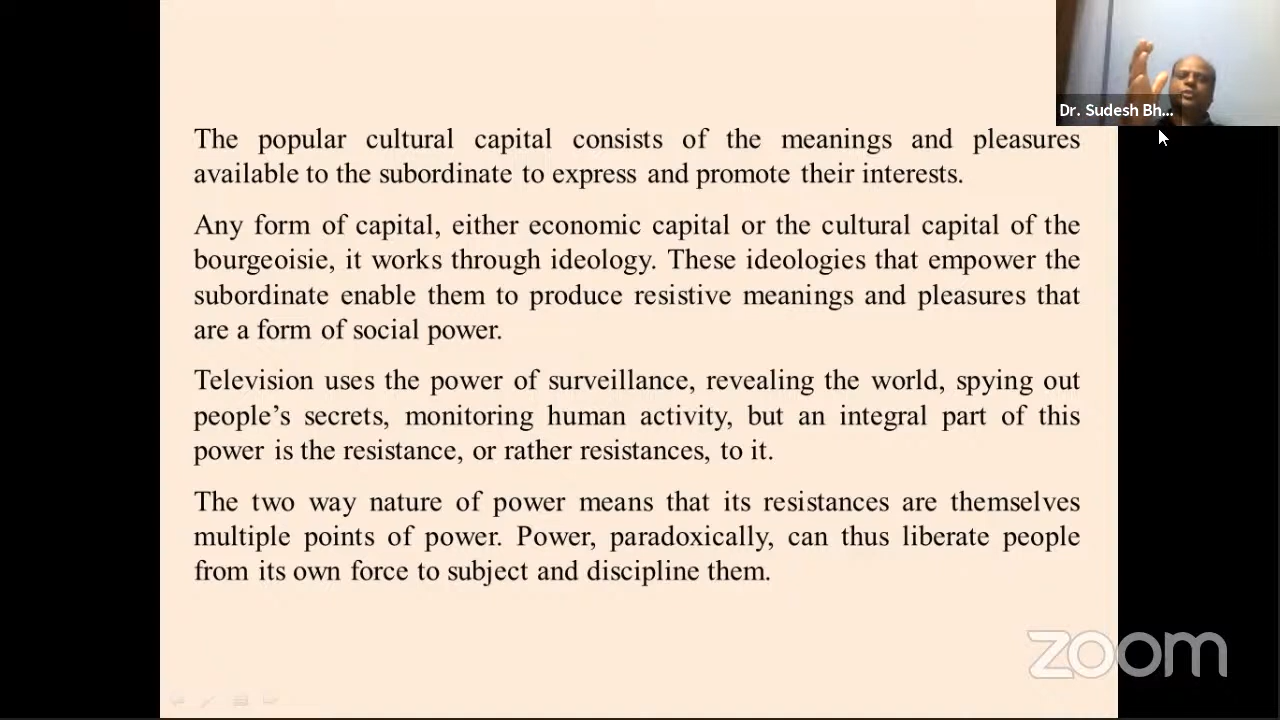 Dr. Sudesh Bh...
The popular cultural capital consists of the meanings and pleasures
available to the subordinate to express and promote their interests.
Any form of capital, either economic capital or the cultural capital of the
bourgeoisie, it works through ideology. These ideologies that empower the
subordinate enable them to produce resistive meanings and pleasures that
are a form of social power.
Television uses the power of surveillance, revealing the world, spying out
people’s secrets, monitoring human activity, but an integral part of this
power is the resistance, or rather resistances, to it.
The two way nature of power means that its resistances are themselves
multiple points of power. Power, paradoxically, can thus liberate people
from its own force to subject and discipline them.
zoom